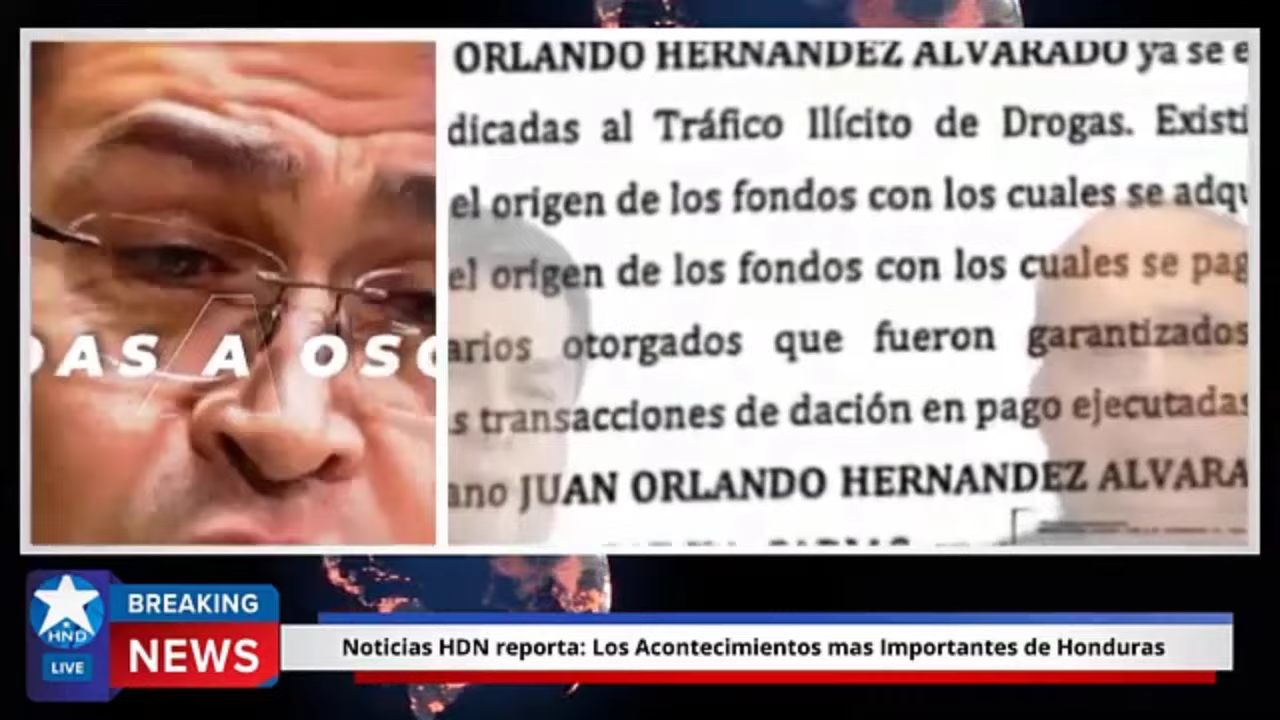 DAS A OSC
ORLANDO HERNANDEZ ALVARADO ya se e
dicadas al Tráfico Ilícito de Drogas. Existi
el origen de los fondos con los cuales se adqu
el origen de los fondos con los cuales se pag
arios otorgados que fueron garantizados
s transacciones de dación en pago ejecutadas
ano JUAN ORLANDO HERNANDEZ ALVARA
HND
LIVE
BREAKING
NEWS
Noticias HDN reporta: Los Acontecimientos mas Importantes de Honduras